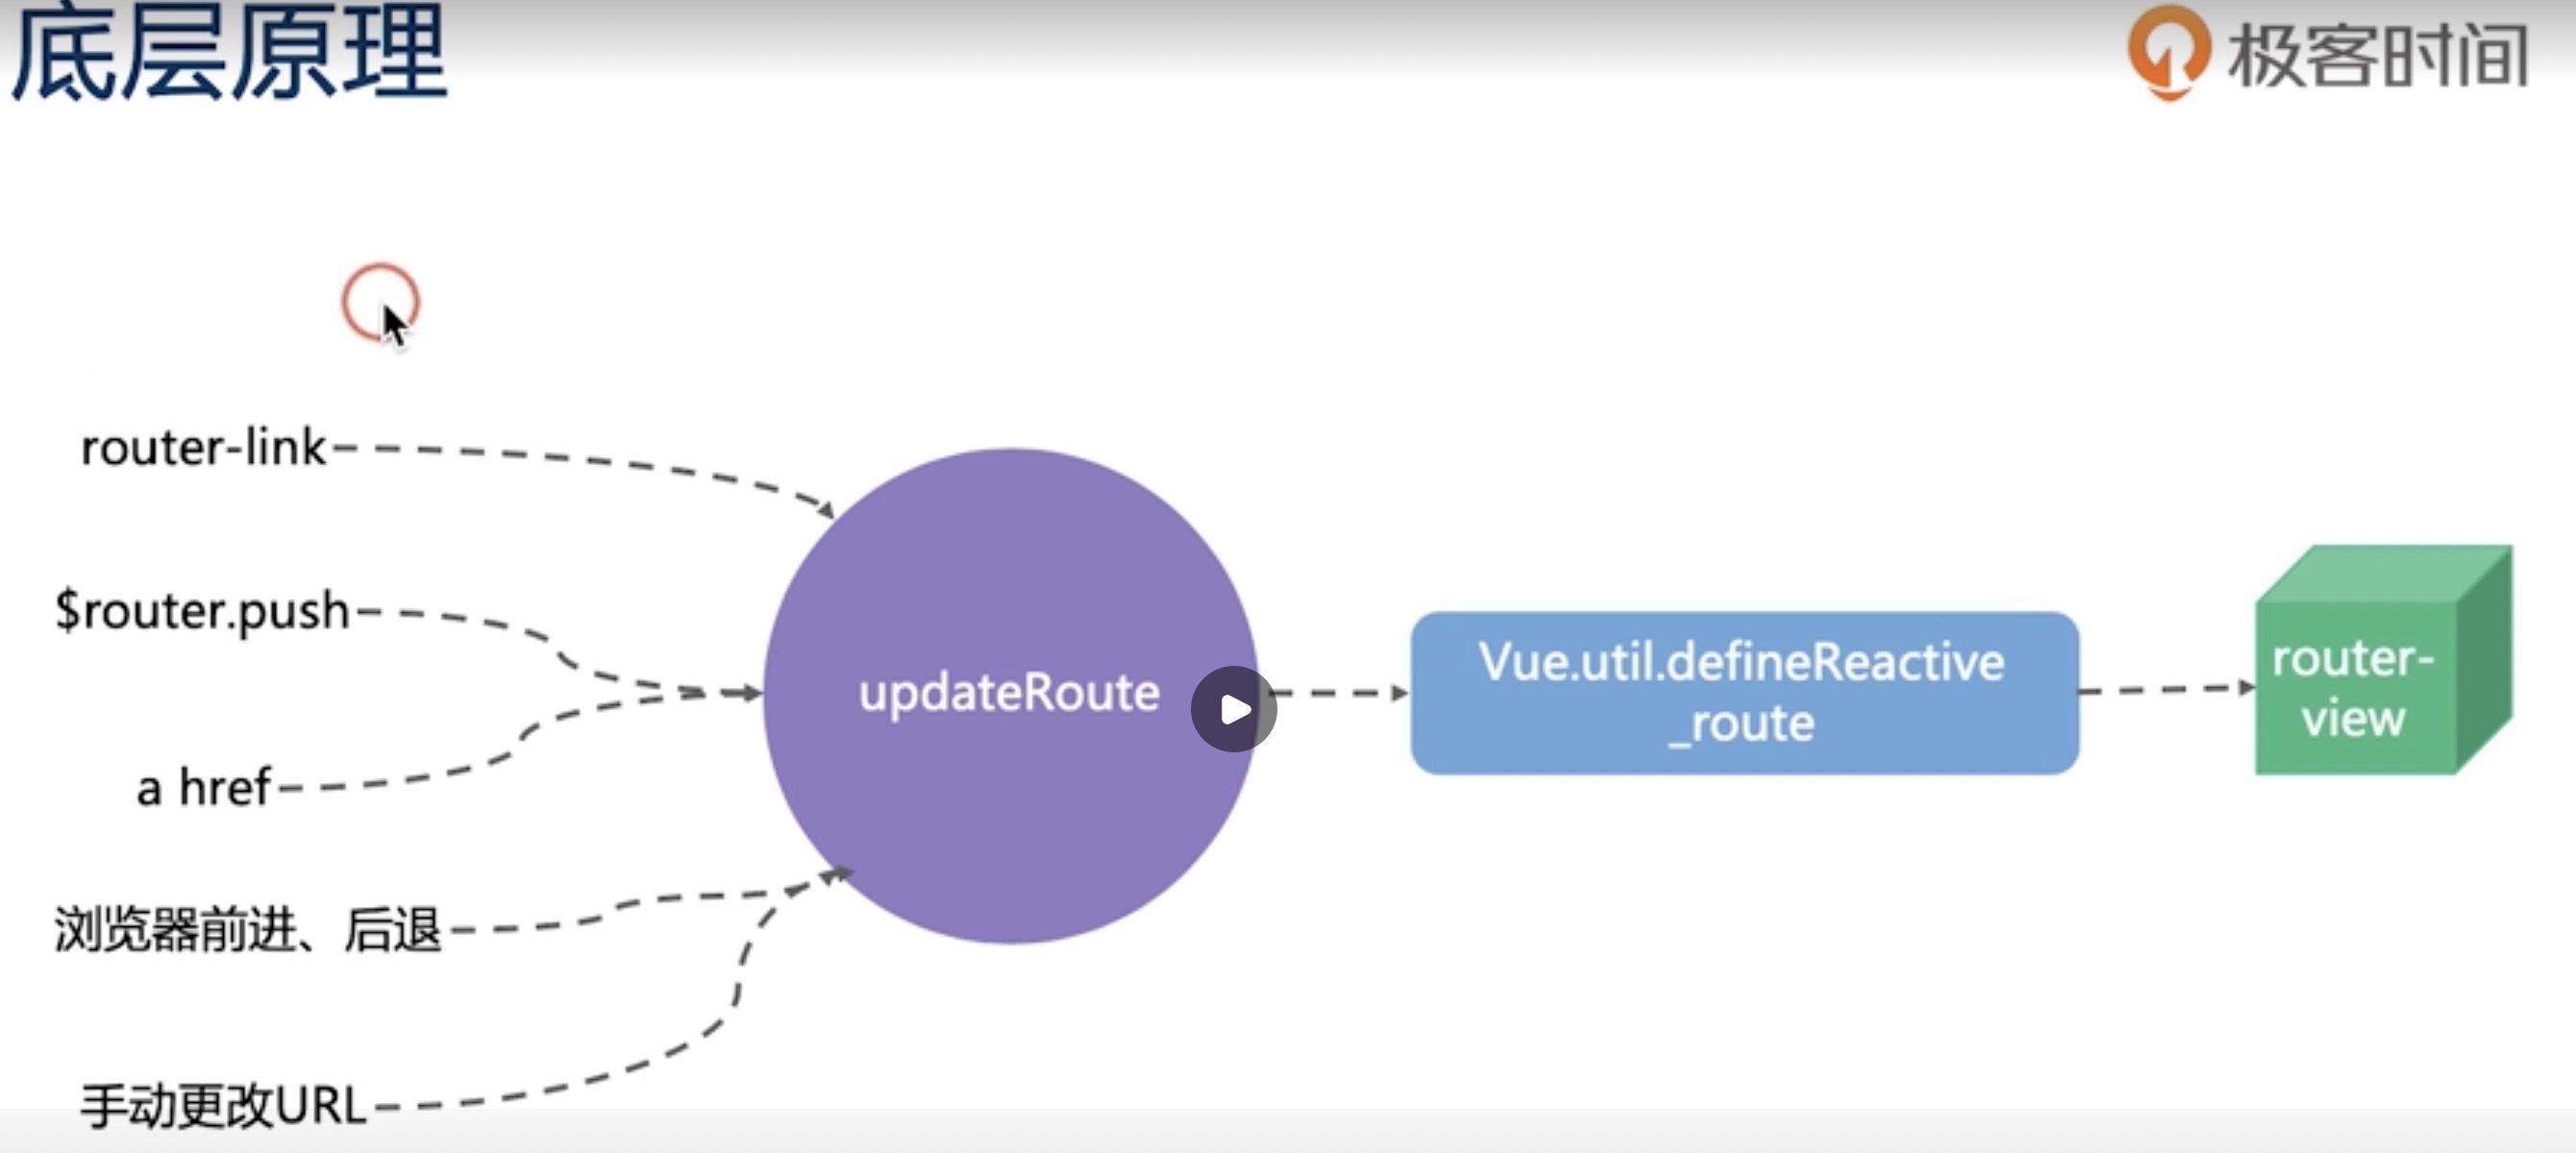 底层原理
极客时间
router-link
$router.push
a href
浏览器前进、后退
手动更改URL
updateRoute
Vue.util.defineReactive
_route
router-
view